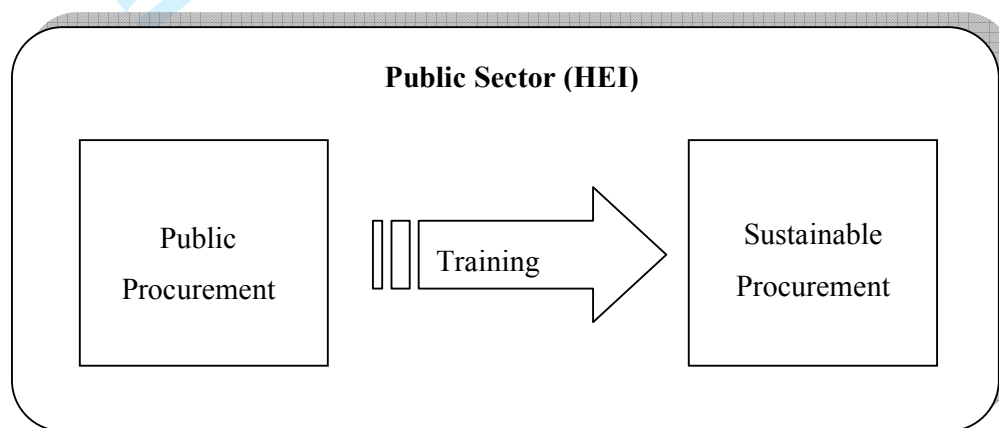 Public Sector (HEI)
Public
Procurement
Training
Sustainable
Procurement